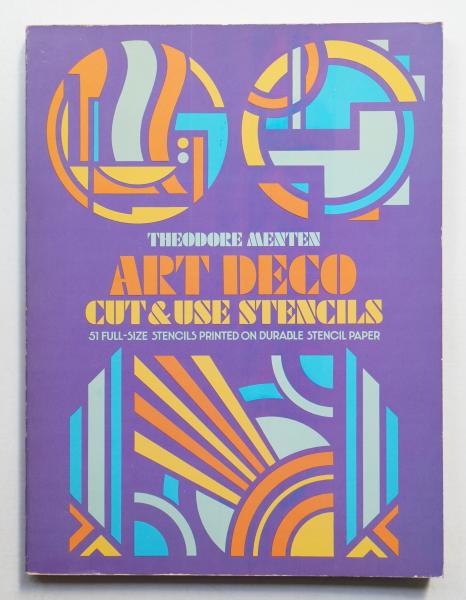 THEODORE MENTEN
ART DECO
CUT & USE STENCILS
51 FULL-SIZE STENCILS PRINTED ON DURABLE STENCIL PAPER